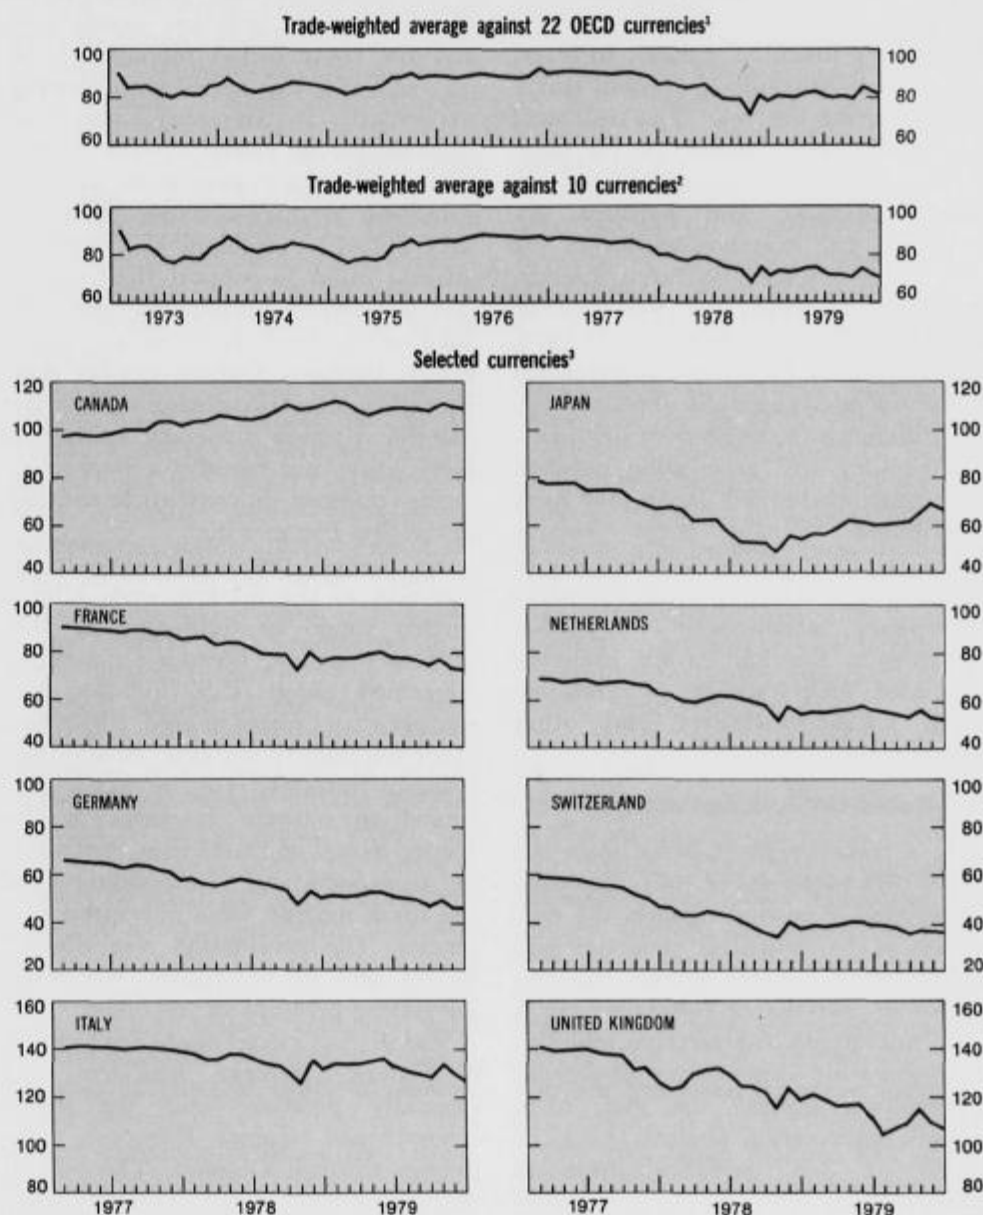 Trade-weighted average against 22 OECD currencies¹
100 100
80 80
60 60
Trade-weighted average against 10 currencies²
100 100
80 80
60 60
1973 1974 1975 1976 1977 1978 1979
Selected currencies³
120 CANADA JAPAN 120
100 100
80 80
60 60
40 40
100 FRANCE NETHERLANDS 100
80 80
60 60
40 40
100 GERMANY SWITZERLAND 100
80 80
60 60
40 40
20 20
160 ITALY UNITED KINGDOM 160
140 140
120 120
100 100
80 80
1977 1978 1979 1977 1978 1979